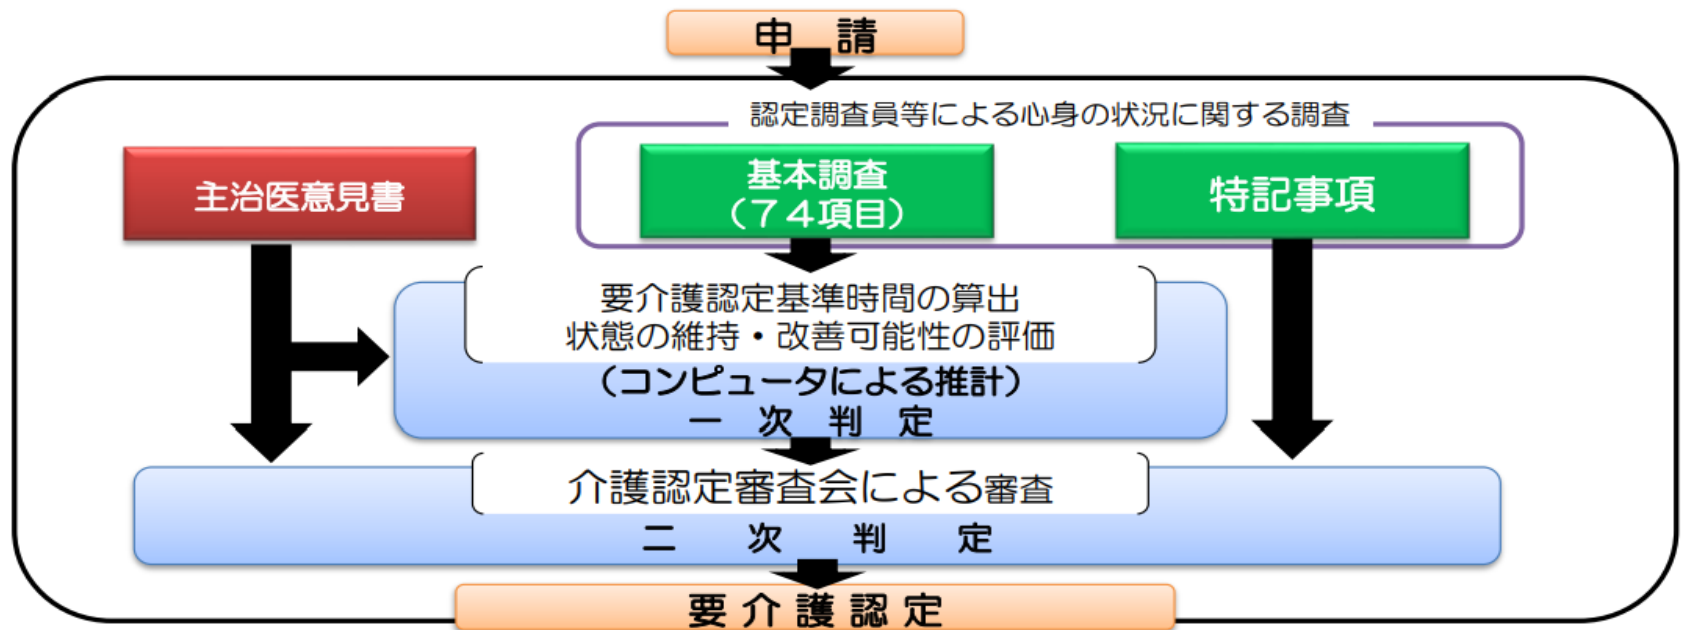 申 請
認定調査員等による心身の状況に関する調査
主治医意見書
基本調査
（７４項目）
特記事項
要介護認定基準時間の算出
状態の維持・改善可能性の評価
（コンピュータによる推計）
一 次 判 定
介護認定審査会による審査
二 次 判 定
要介護認定